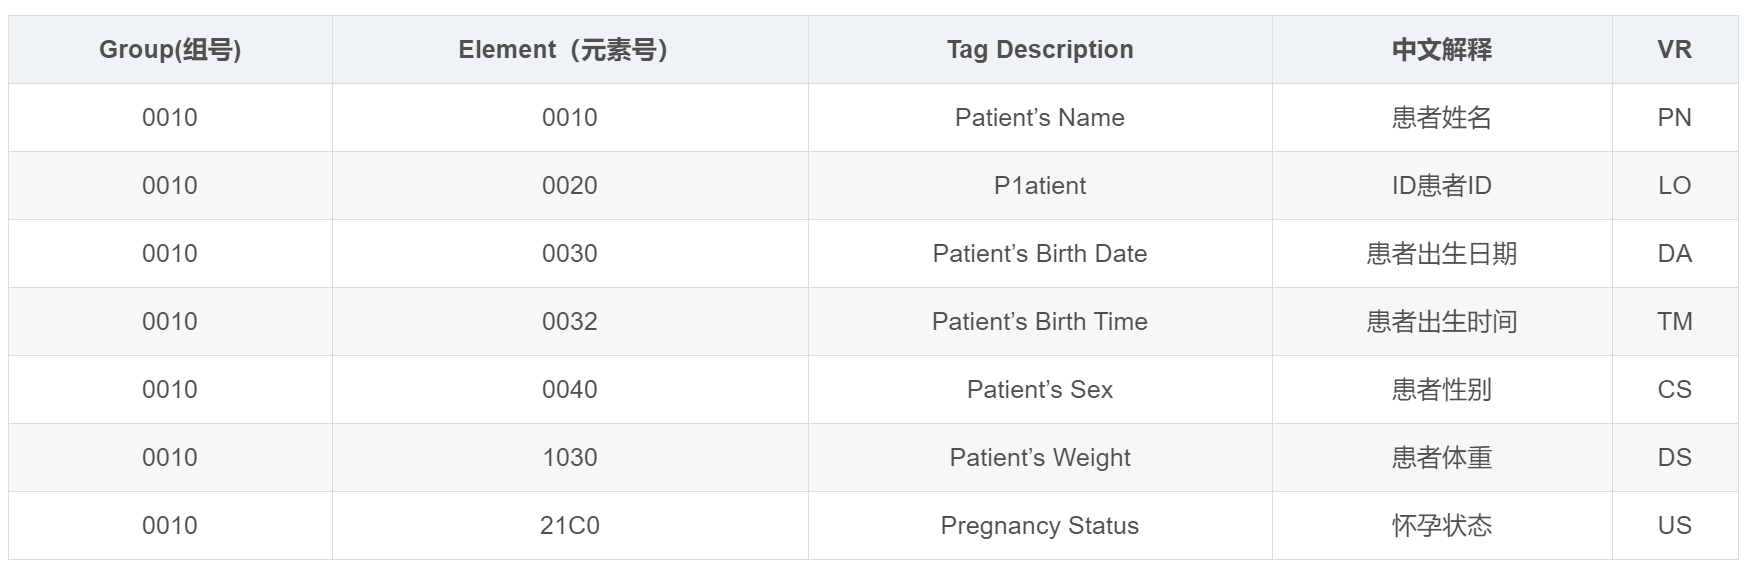 Group(组号) Element（元素号） Tag Description 中文解释 VR
0010 0010 Patient’s Name 患者姓名 PN
0010 0020 P1atient ID患者ID LO
0010 0030 Patient’s Birth Date 患者出生日期 DA
0010 0032 Patient’s Birth Time 患者出生时间 TM
0010 0040 Patient’s Sex 患者性别 CS
0010 1030 Patient’s Weight 患者体重 DS
0010 21C0 Pregnancy Status 怀孕状态 US